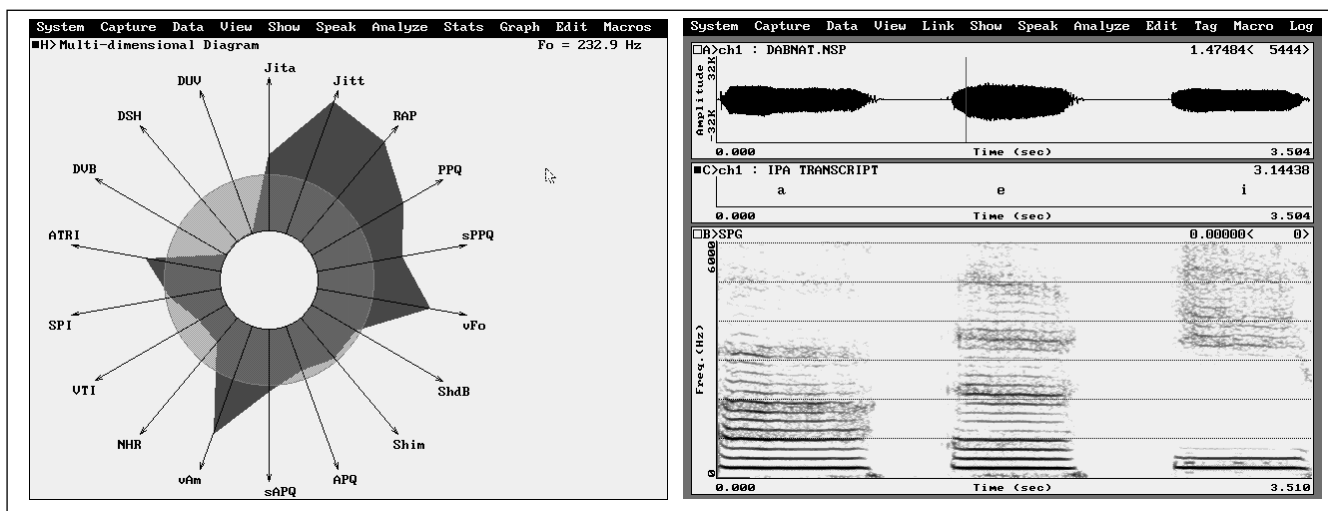 System Capture Data View Show Speak Analyze Stats Graph Edit Macros
H>Multi-dimensional Diagram Fo = 232.9 Hz
Jita
Jitt
RAP
PPQ
sPPQ
vFo
ShdB
Shim
APQ
sAPQ
vAm
NHR
VTI
SPI
ATRI
DVB
DSH
DUV
System Capture Data View Link Show Speak Analyze Edit Tag Macro Log
A>ch1 : DABNAT.NSP 1.47484< 5444>
Amplitude
-32K 32K
0.000 Time (sec) 3.504
C>ch1 : IPA TRANSCRIPT 3.14438
a e i
0.000 Time (sec) 3.504
B>SPG 0.00000< 0>
6000
Freq.(Hz)
0
0.000 Time (sec) 3.510